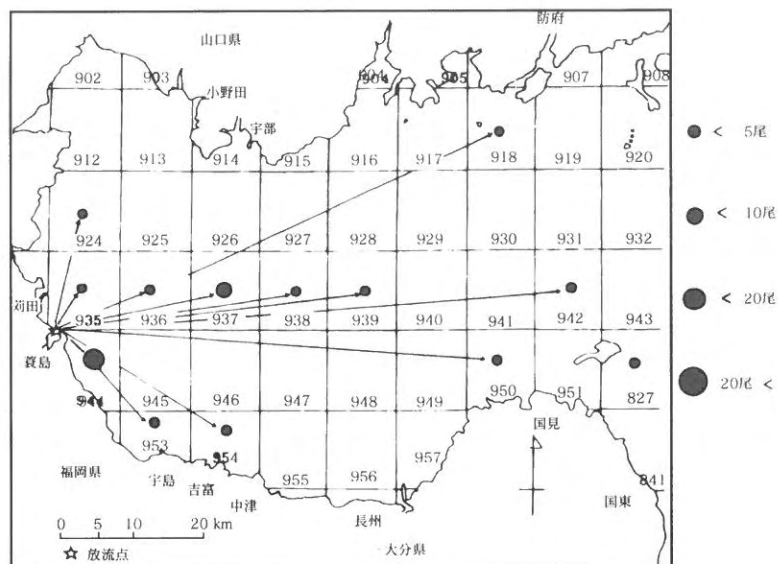 防府
山口県
902 903 904 905 907 908
小野田
宇部
912 913 914 915 916 917 918 919 920
924 925 926 927 928 929 930 931 932
苅田
935 936 937 938 939 940 941 942 943
蓑島
944 945 946 947 948 949 950 951 827
国見
953 954 955 956 957 841
福岡県 宇島 吉富 中津 長州 国東
0 10 20 km
大分県
☆ 放流点
< 5尾
< 10尾
< 20尾
20尾 <